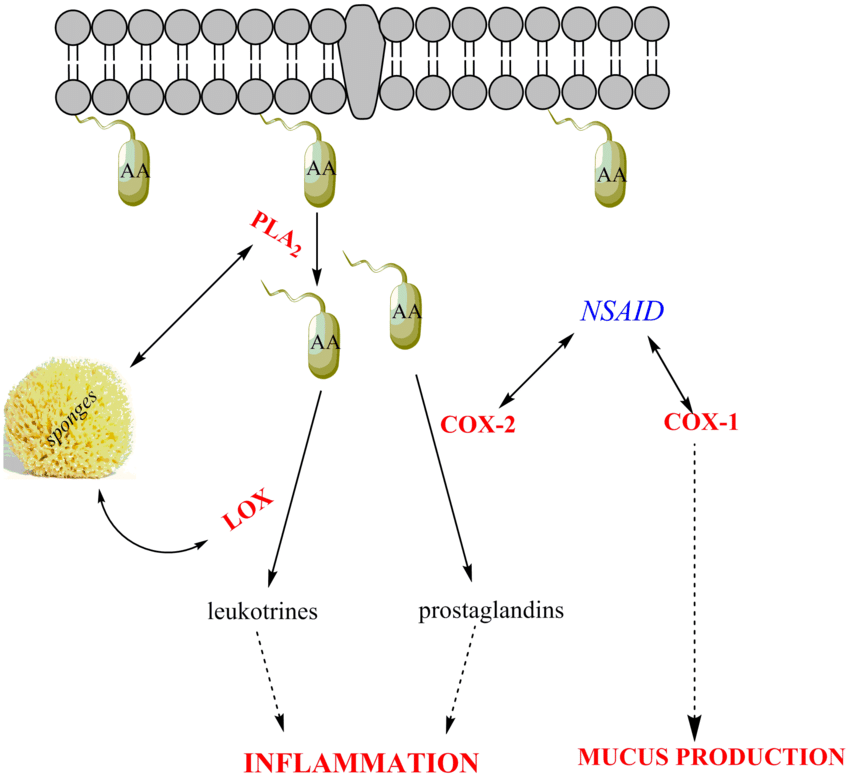 AA
AA
AA
PLA2
AA
AA
NSAID
sponges
COX-2
COX-1
LOX
leukotrines
prostaglandins
INFLAMMATION
MUCUS PRODUCTION